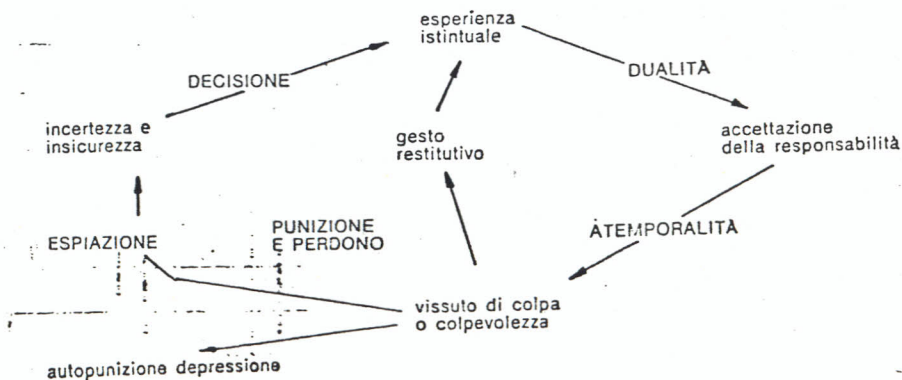 esperienza
istintuale
DECISIONE
DUALITÀ
incertezza e
insicurezza
gesto
restitutivo
accettazione
della responsabilità
ESPIAZIONE
PUNIZIONE
E PERDONO
ÀTEMPORALITÀ
vissuto di colpa
o colpevolezza
autopunizione depressione